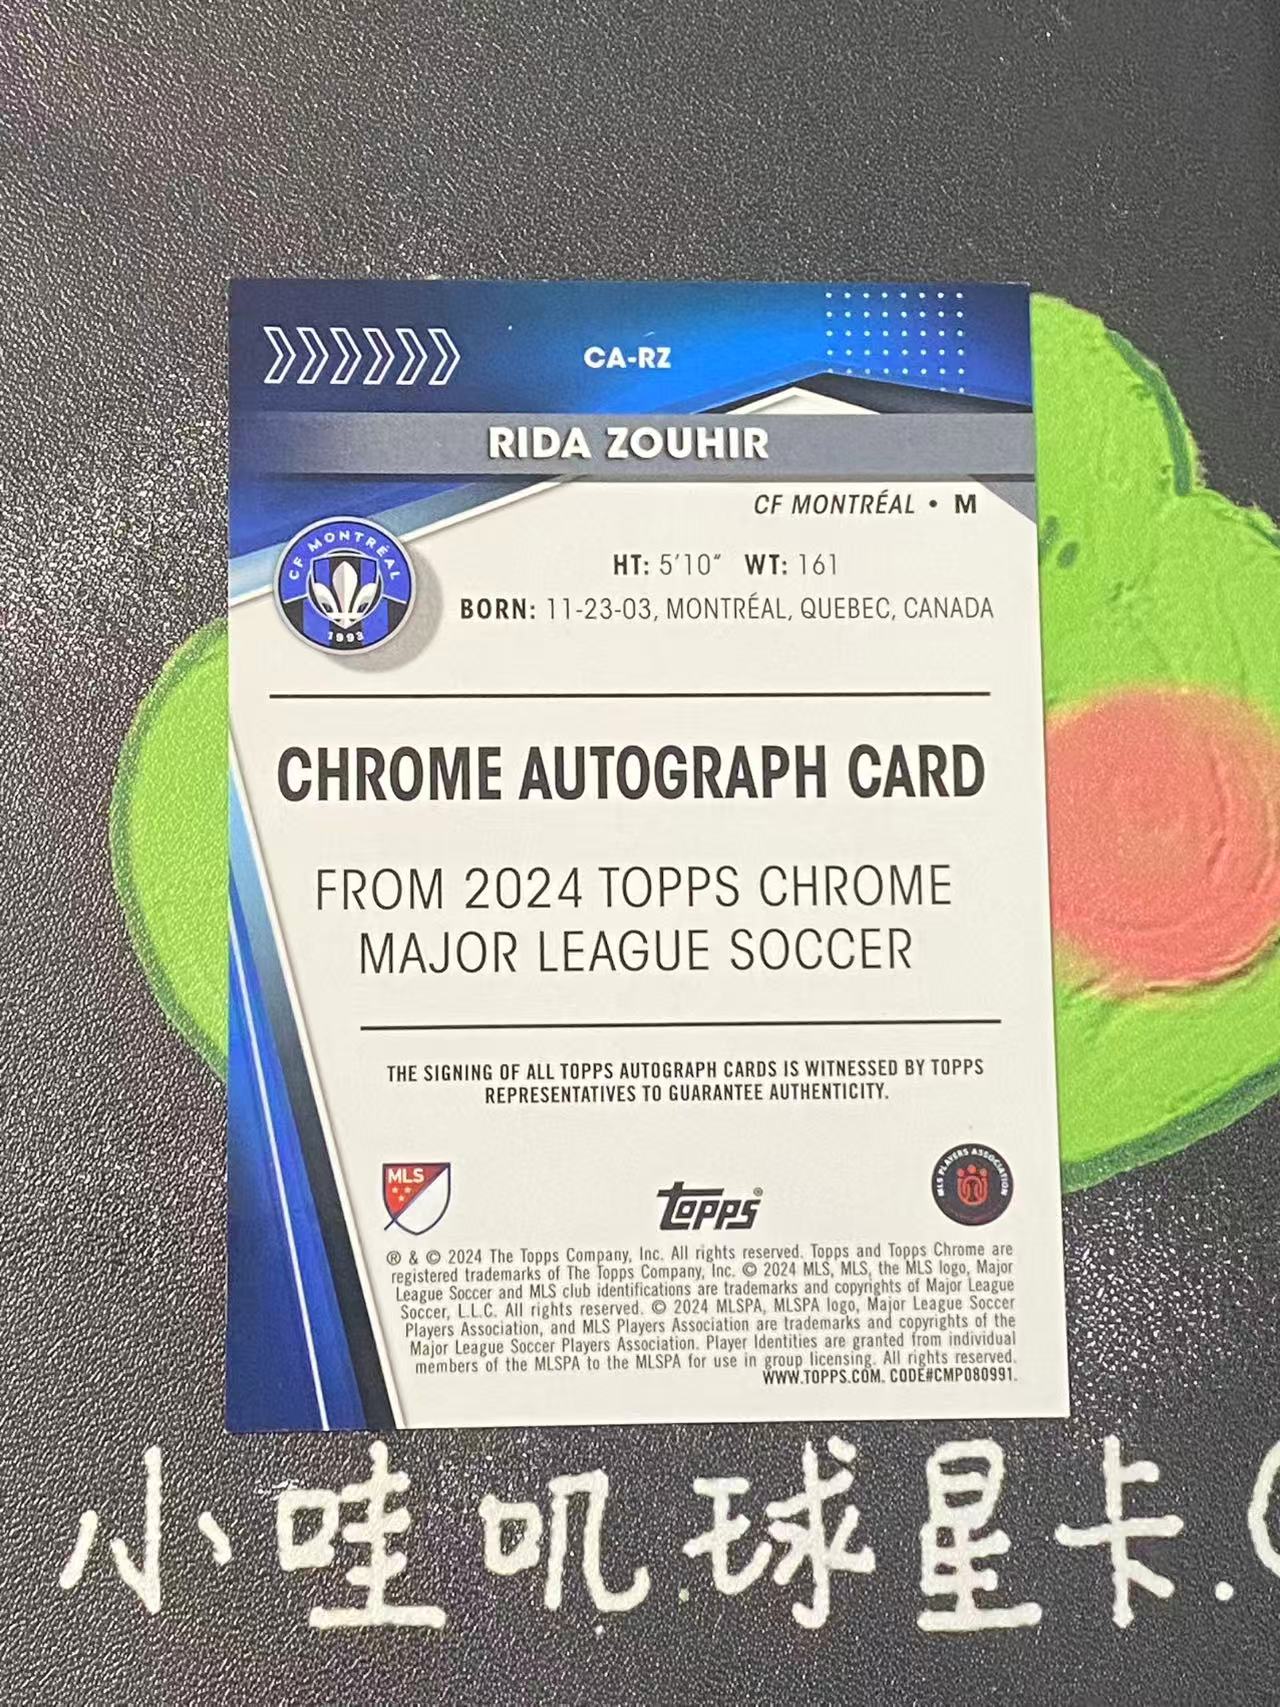 CA-RZ
RIDA ZOUHIR
CF MONTRÉAL • M
CF MONTRÉAL
1993
HT: 5'10" WT: 161
BORN: 11-23-03, MONTRÉAL, QUEBEC, CANADA
CHROME AUTOGRAPH CARD
FROM 2024 TOPPS CHROME
MAJOR LEAGUE SOCCER
THE SIGNING OF ALL TOPPS AUTOGRAPH CARDS IS WITNESSED BY TOPPS
REPRESENTATIVES TO GUARANTEE AUTHENTICITY.
MLS
topps®
MLS PLAYERS ASSOCIATION
® & © 2024 The Topps Company, Inc. All rights reserved. Topps and Topps Chrome are
registered trademarks of The Topps Company, Inc. © 2024 MLS, MLS, the MLS logo, Major
League Soccer and MLS club identifications are trademarks and copyrights of Major League
Soccer, L.L.C. All rights reserved. © 2024 MLSPA, MLSPA logo, Major League Soccer
Players Association, and MLS Players Association are trademarks and copyrights of the
Major League Soccer Players Association. Player Identities are granted from individual
members of the MLSPA to the MLSPA for use in group licensing. All rights reserved.
WWW.TOPPS.COM. CODE#CMP080991.
小哇叽.球星卡.